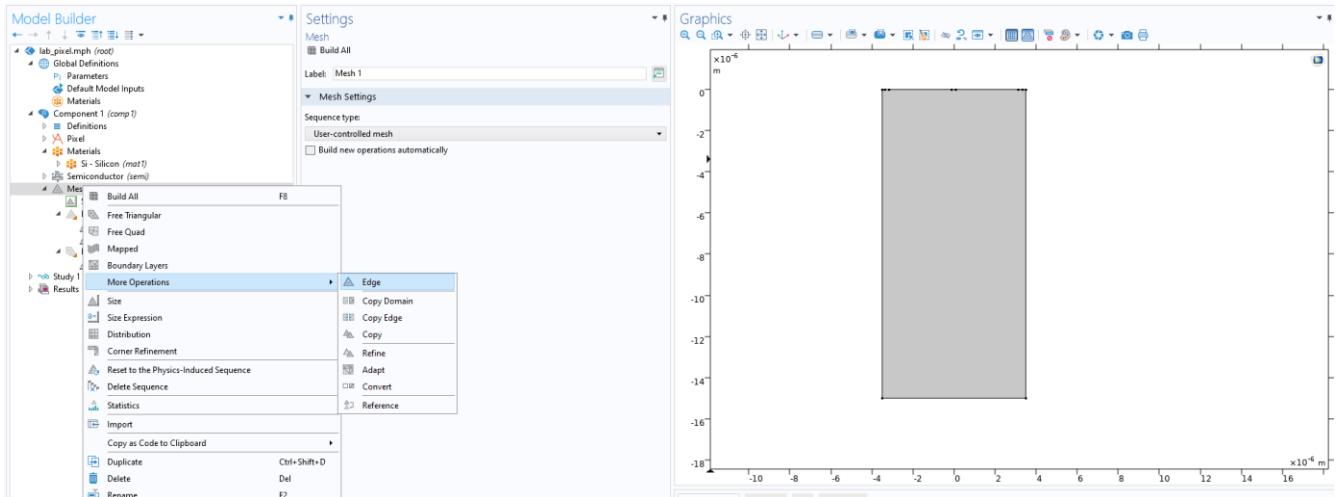 Model Builder
lab_pixel.mph (root)
Global Definitions
Pi Parameters
Default Model Inputs
Materials
Component 1 (comp1)
Definitions
Pixel
Materials
Si - Silicon (mat1)
Semiconductor (semi)
Mes
Study 1
Results
Build All F8
Free Triangular
Free Quad
Mapped
Boundary Layers
More Operations
Size
Size Expression
Distribution
Corner Refinement
Reset to the Physics-Induced Sequence
Delete Sequence
Statistics
Import
Copy as Code to Clipboard
Duplicate Ctrl+Shift+D
Delete Del
Rename F2
Edge
Copy Domain
Copy Edge
Copy
Refine
Adapt
Convert
Reference
Settings
Mesh
Build All
Label: Mesh 1
Mesh Settings
Sequence type:
User-controlled mesh
Build new operations automatically
Graphics
×10⁻⁶
m
0
-2
-4
-6
-8
-10
-12
-14
-16
-18
-10 -8 -6 -4 -2 0 2 4 6 8 10 12 14 16
×10⁻⁶ m